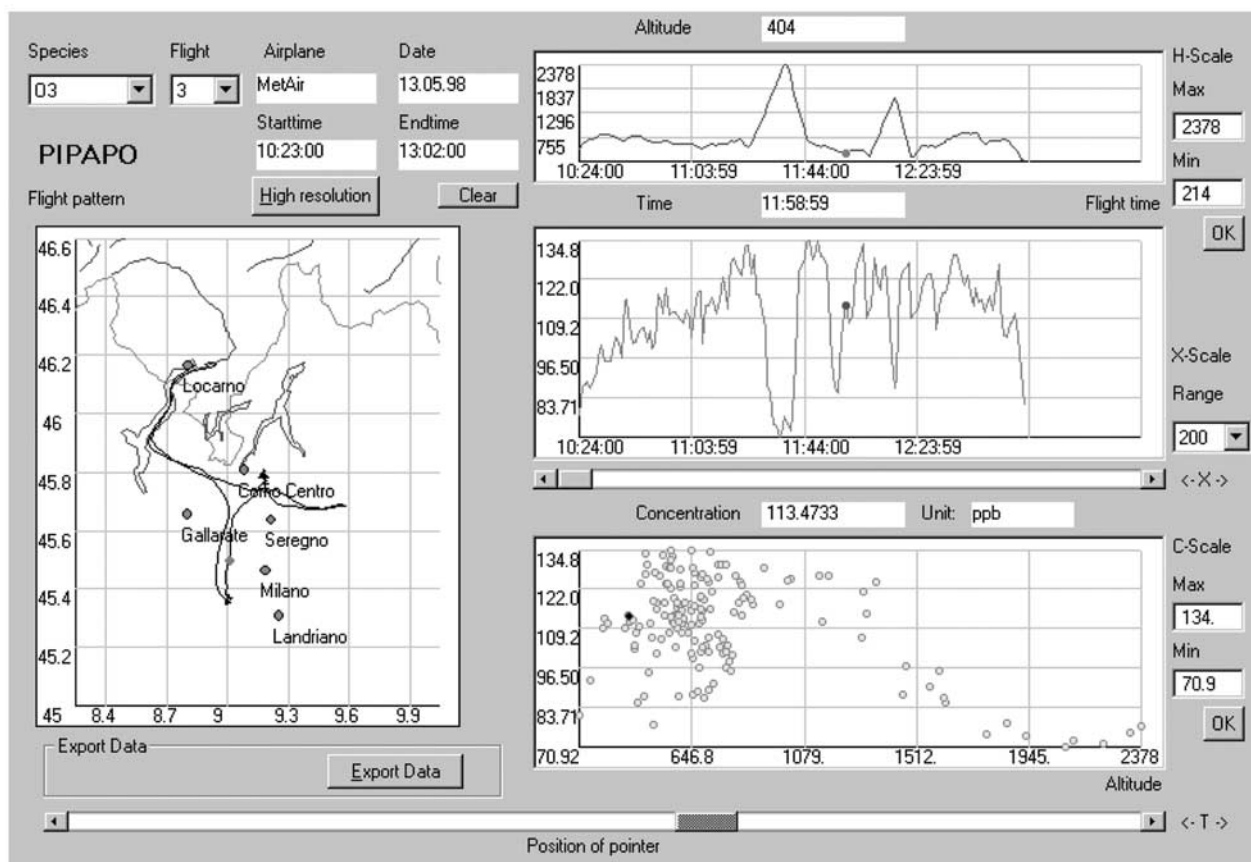 Species Flight Airplane Date
O3 3 MetAir 13.05.98
Starttime Endtime
PIPAPO 10:23:00 13:02:00
Flight pattern High resolution Clear
46.6
46.4
46.2
46
45.8
45.6
45.4
45.2
45 8.4 8.7 9 9.3 9.6 9.9
Locarno
Como Centro
Gallarate Seregno
Milano
Landriano
Export Data
Export Data
Altitude 404
2378
1837
1296
755
10:24:00 11:03:59 11:44:00 12:23:59
Time 11:58:59 Flight time
134.8
122.0
109.2
96.50
83.71
10:24:00 11:03:59 11:44:00 12:23:59
Concentration 113.4733 Unit: ppb
134.8
122.0
109.2
96.50
83.71
70.92 646.8 1079. 1512. 1945. 2378
Altitude
H-Scale
Max
2378
Min
214
OK
X-Scale
Range
200
<- X ->
C-Scale
Max
134.
Min
70.9
OK
<- T ->
Position of pointer